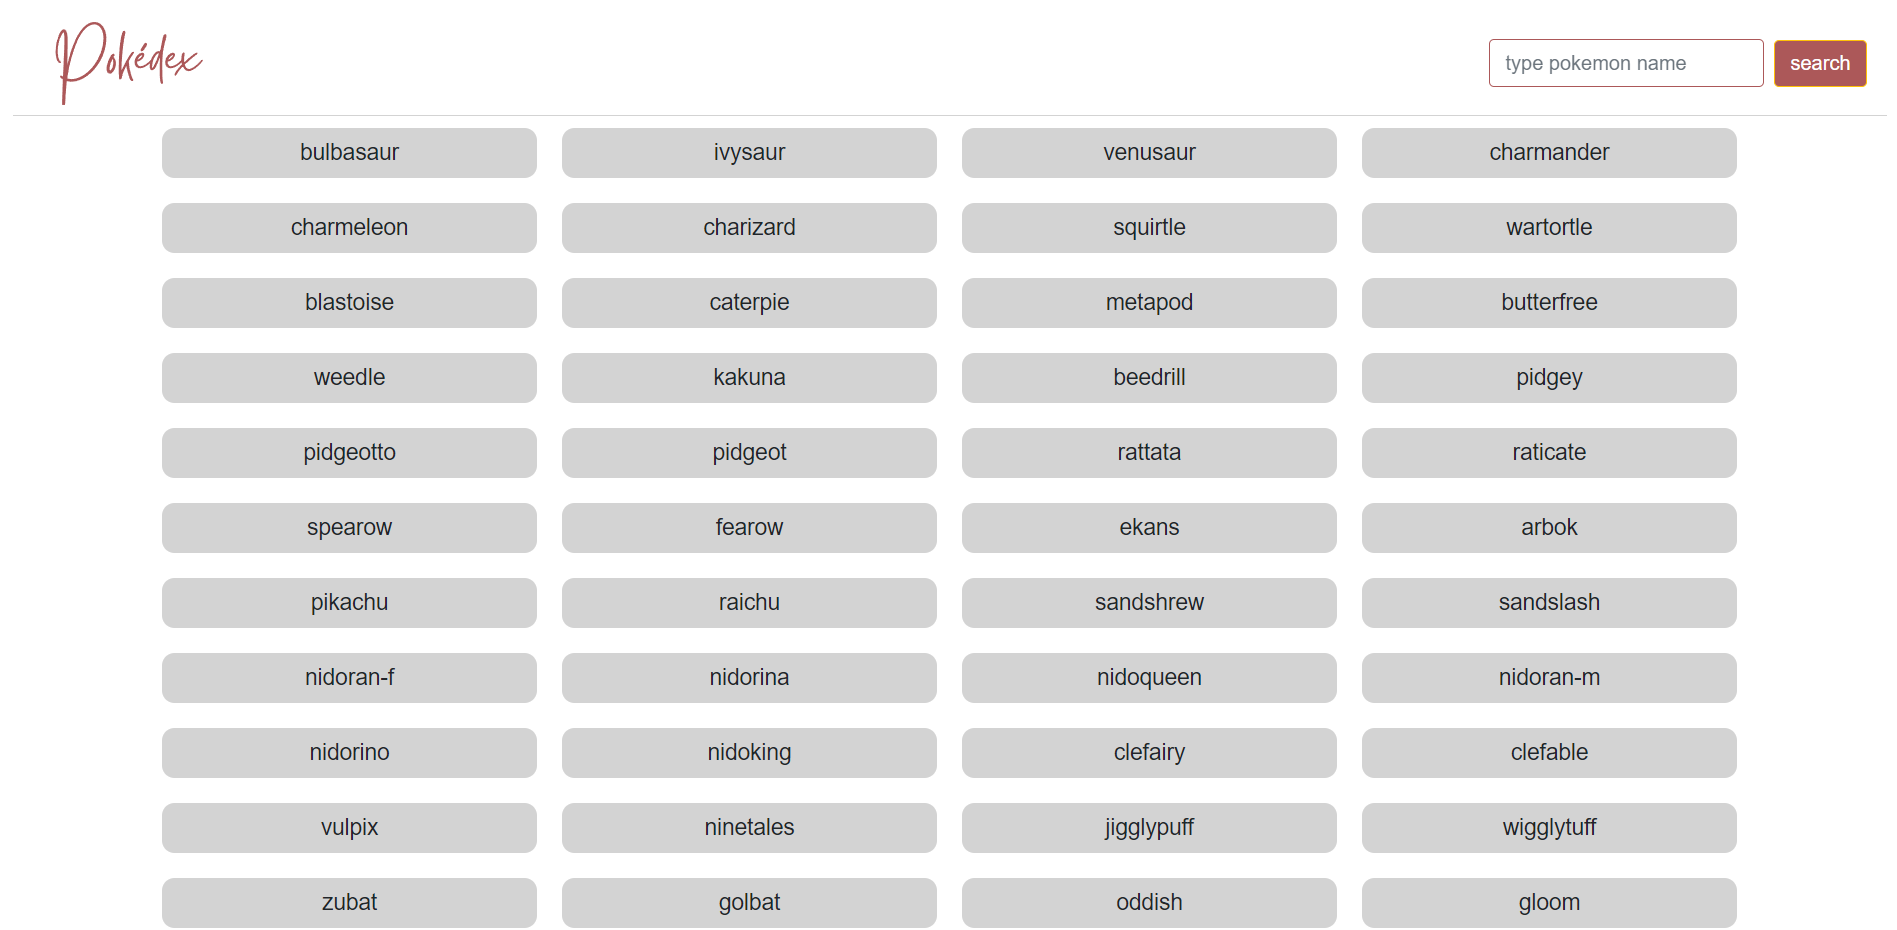 Pokédex
type pokemon name search
bulbasaur ivysaur venusaur charmander
charmeleon charizard squirtle wartortle
blastoise caterpie metapod butterfree
weedle kakuna beedrill pidgey
pidgeotto pidgeot rattata raticate
spearow fearow ekans arbok
pikachu raichu sandshrew sandslash
nidoran-f nidorina nidoqueen nidoran-m
nidorino nidoking clefairy clefable
vulpix ninetales jigglypuff wigglytuff
zubat golbat oddish gloom